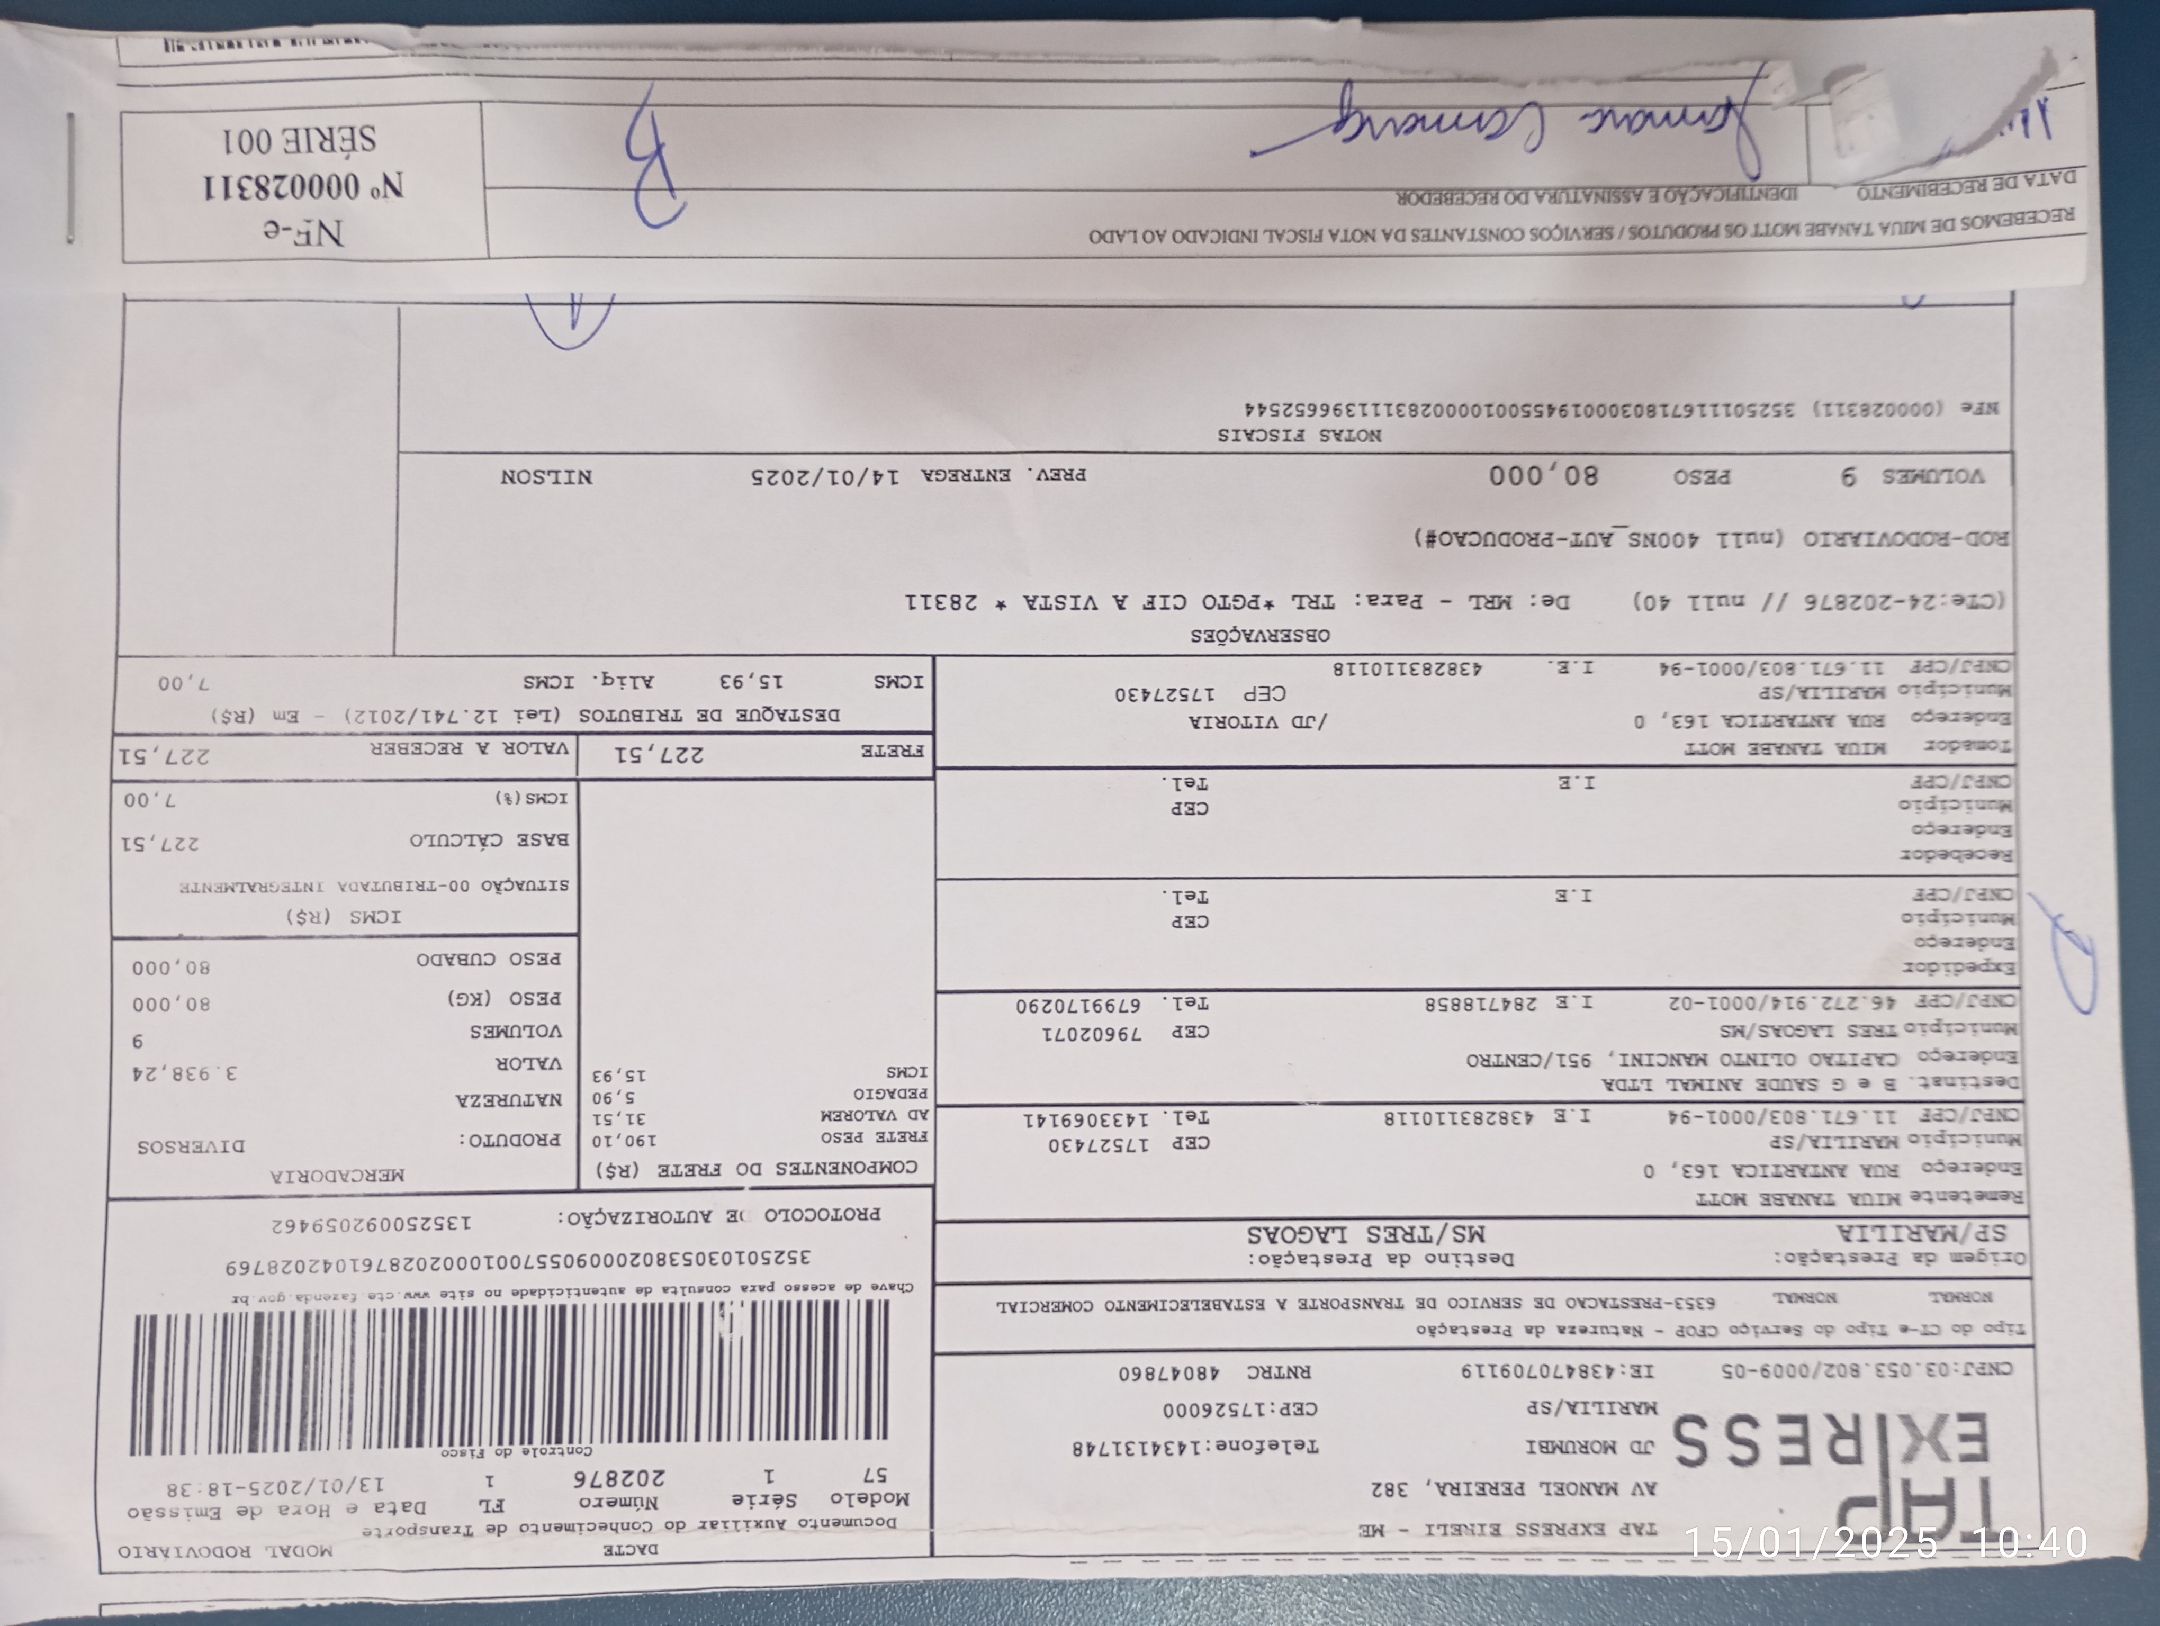 TAP
EXPRESS
TAP EXPRESS EIRELI - ME
AV MANOEL PEREIRA, 382
JD MORUMBI Telefone:1434131748
MARILIA/SP CEP:17526000
CNPJ:03.053.802/0009-05 IE:438470709119 RNTRC 48047860
DACTE MODAL RODOVIÁRIO
Documento Auxiliar do Conhecimento de Transporte
Modelo Série Número FL Data e Hora de Emissão
57 1 202876 1 13/01/2025-18:38
Controle do Fisco
Chave de acesso para consulta de autenticidade no site www.cte.fazenda.gov.br
35250103053802000905570010002028761042028769
PROTOCOLO DE AUTORIZAÇÃO: 135250092059462
Tipo do CT-e Tipo do Serviço CFOP - Natureza da Prestação
NORMAL NORMAL 6353-PRESTACAO DE SERVICO DE TRANSPORTE A ESTABELECIMENTO COMERCIAL
Origem da Prestação: Destino da Prestação:
SP/MARILIA MS/TRES LAGOAS
Remetente MIUA TANABE MOTT
Endereço RUA ANTARTICA 163, 0
Município MARILIA/SP CEP 17527430
CNPJ/CPF 11.671.803/0001-94 I.E 438283110118 Tel. 1433069141
Destinat. B e G SAUDE ANIMAL LTDA
Endereço CAPITAO OLINTO MANCINI, 951/CENTRO
Município TRES LAGOAS/MS CEP 79602071
CNPJ/CPF 46.272.914/0001-02 I.E 284718858 Tel. 6799170290
Expedidor
Endereço
Município CEP
CNPJ/CPF I.E Tel.
Recebedor
Endereço
Município CEP
CNPJ/CPF I.E Tel.
Tomador MIUA TANABE MOTT
Endereço RUA ANTARTICA 163, 0 /JD VITORIA
Município MARILIA/SP CEP 17527430
CNPJ/CPF 11.671.803/0001-94 I.E. 438283110118
COMPONENTES DO FRETE (R$)
FRETE PESO 190,10
AD VALOREM 31,51
PEDAGIO 5,90
ICMS 15,93
MERCADORIA
PRODUTO: DIVERSOS
NATUREZA
VALOR 3.938,24
VOLUMES 9
PESO (KG) 80,000
PESO CUBADO 80,000
ICMS (R$)
SITUAÇÃO 00-TRIBUTADA INTEGRALMENTE
BASE CÁLCULO 227,51
ICMS(%) 7,00
FRETE 227,51 VALOR A RECEBER 227,51
DESTAQUE DE TRIBUTOS (Lei 12.741/2012) - Em (R$)
ICMS 15,93 Aliq. ICMS 7,00
OBSERVAÇÕES
(CTe:24-202876 // null 40) De: MRL - Para: TRL *PGTO CIF A VISTA * 28311
ROD-RODOVIARIO (null 400NS_AUT-PRODUCAO#)
VOLUMES 9 PESO 80,000 PREV. ENTREGA 14/01/2025 NILSON
NOTAS FISCAIS
NFe (000028311) 352501116718030001945500100002831111396652544
RECEBEMOS DE MIUA TANABE MOTT OS PRODUTOS / SERVIÇOS CONSTANTES DA NOTA FISCAL INDICADO AO LADO
DATA DE RECEBIMENTO IDENTIFICAÇÃO E ASSINATURA DO RECEBEDOR
NF-e
Nº 000028311
SÉRIE 001
15/01/2025 10:40